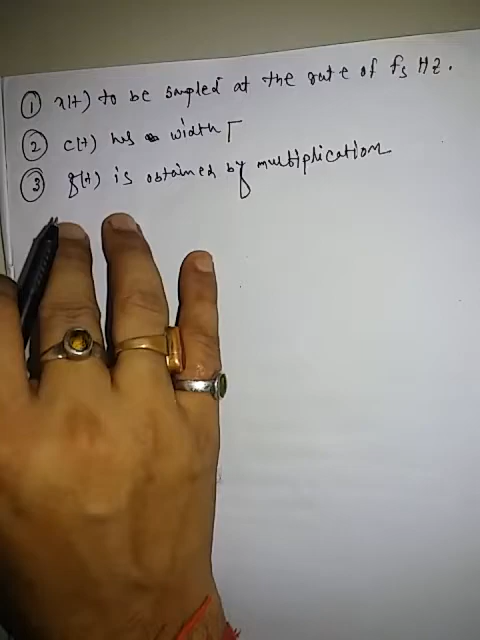 ① x(t) to be sampled at the rate of fs Hz.
② c(t) has width T
③ g(t) is obtained by multiplication